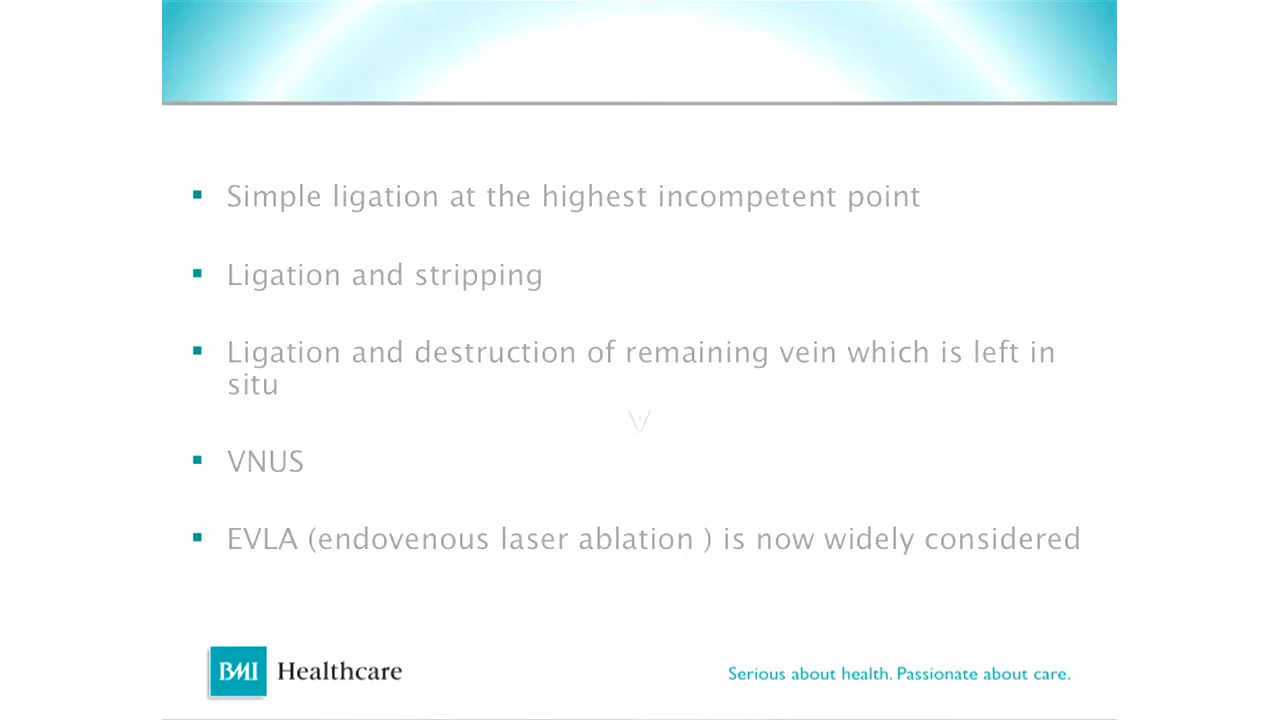 Simple ligation at the highest incompetent point
Ligation and stripping
Ligation and destruction of remaining vein which is left in
situ
VNUS
EVLA (endovenous laser ablation ) is now widely considered
BMI Healthcare
Serious about health. Passionate about care.